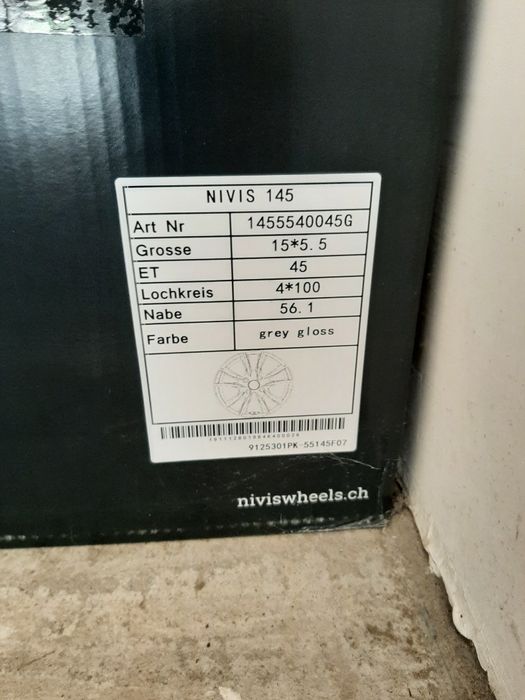 NIVIS 145
Art Nr 1455540045G
Grosse 15*5.5
ET 45
Lochkreis 4*100
Nabe 56.1
Farbe grey gloss
9125301PK-55145F07
niviswheels.ch